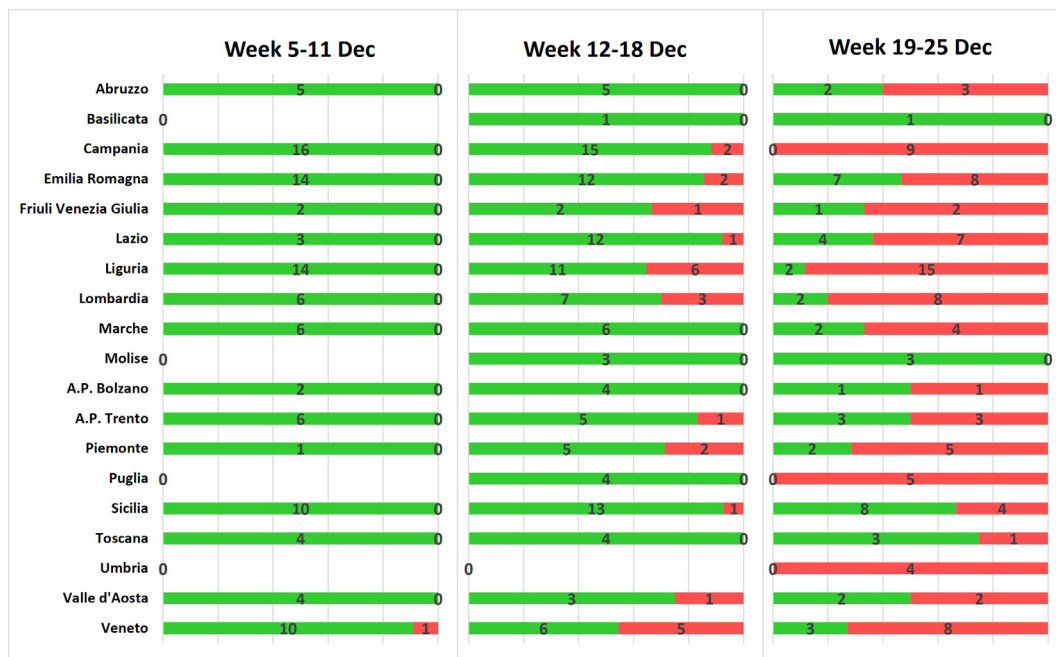 Week 5-11 Dec Week 12-18 Dec Week 19-25 Dec
Abruzzo 5 0 5 0 2 3
Basilicata 0 1 0 1 0
Campania 16 0 15 2 0 9
Emilia Romagna 14 0 12 2 7 8
Friuli Venezia Giulia 2 0 2 1 1 2
Lazio 3 0 12 1 4 7
Liguria 14 0 11 6 2 15
Lombardia 6 0 7 3 2 8
Marche 6 0 6 0 2 4
Molise 0 3 0 3 0
A.P. Bolzano 2 0 4 0 1 1
A.P. Trento 6 0 5 1 3 3
Piemonte 1 0 5 2 2 5
Puglia 0 4 0 0 5
Sicilia 10 0 13 1 8 4
Toscana 4 0 4 0 3 1
Umbria 0 0 0 4
Valle d'Aosta 4 0 3 1 2 2
Veneto 10 1 6 5 3 8